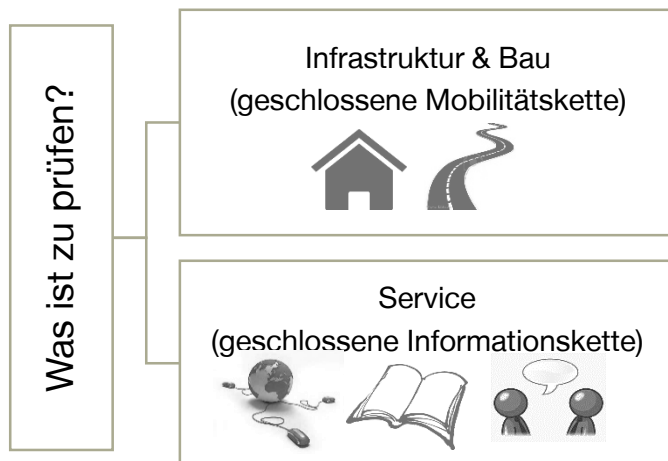 Was ist zu prüfen?
Infrastruktur & Bau
(geschlossene Mobilitätskette)
Service
(geschlossene Informationskette)